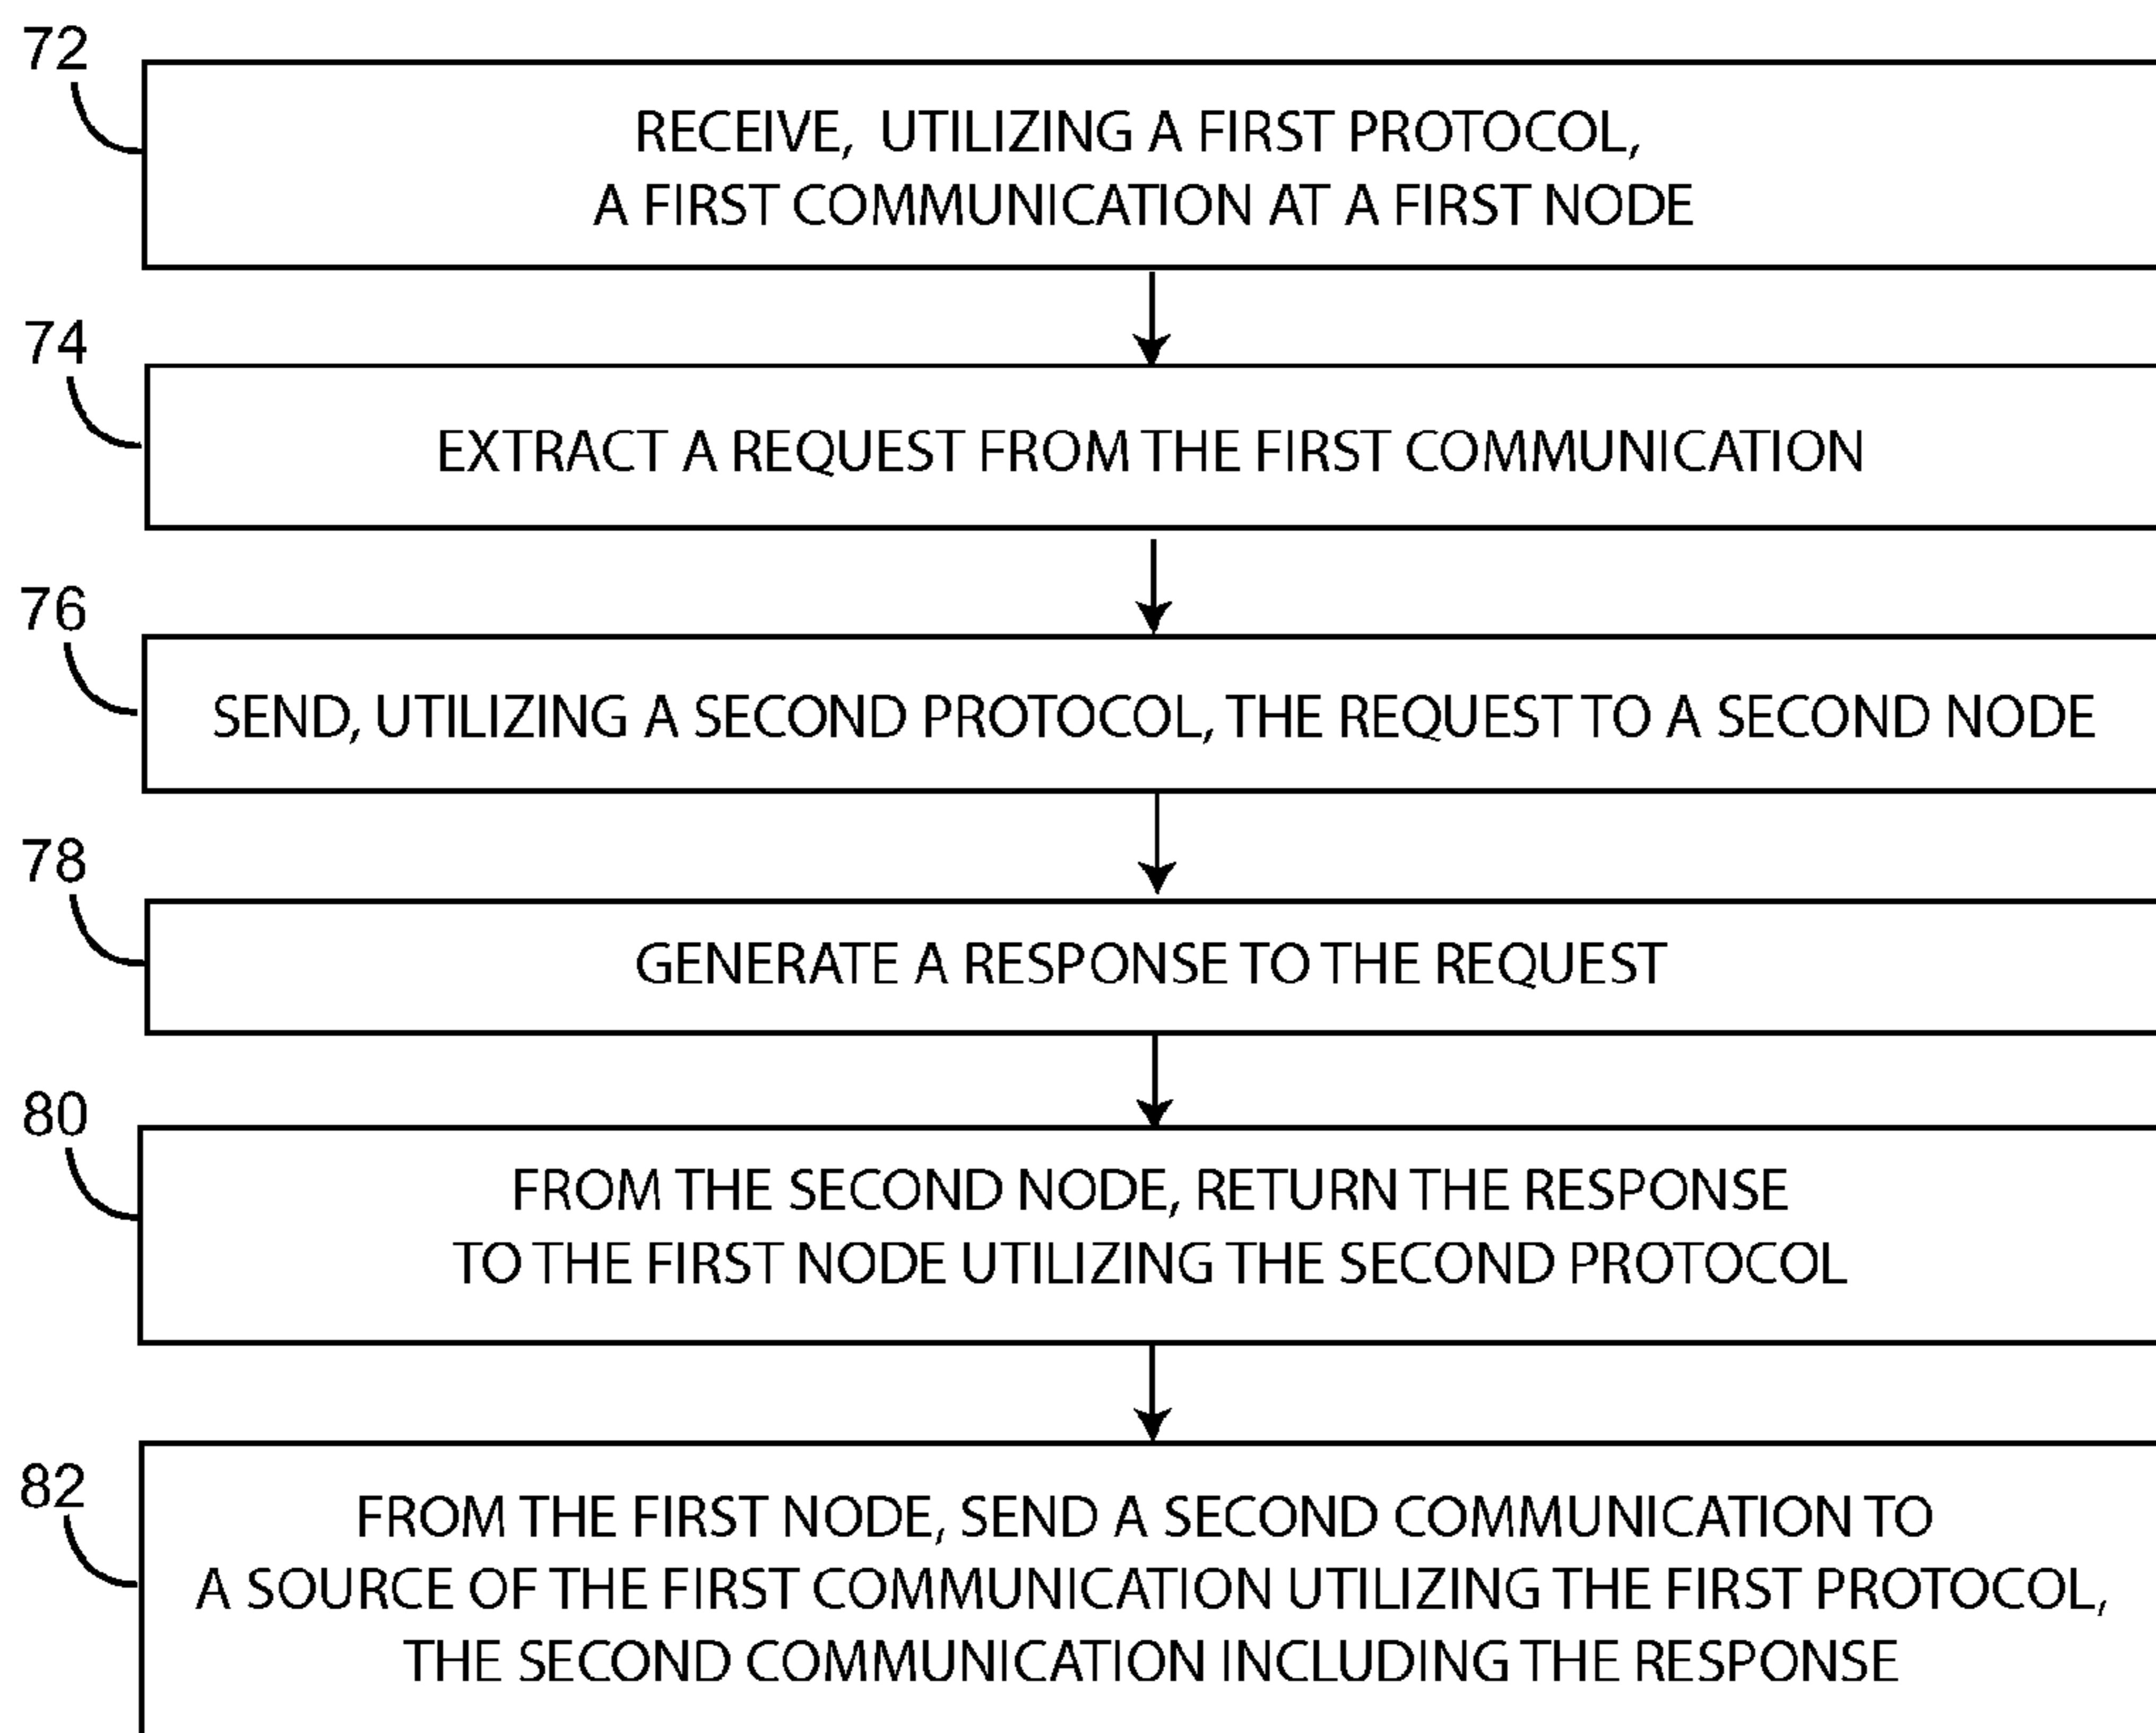 72
RECEIVE, UTILIZING A FIRST PROTOCOL,
A FIRST COMMUNICATION AT A FIRST NODE
74
EXTRACT A REQUEST FROM THE FIRST COMMUNICATION
76
SEND, UTILIZING A SECOND PROTOCOL, THE REQUEST TO A SECOND NODE
78
GENERATE A RESPONSE TO THE REQUEST
80
FROM THE SECOND NODE, RETURN THE RESPONSE
TO THE FIRST NODE UTILIZING THE SECOND PROTOCOL
82
FROM THE FIRST NODE, SEND A SECOND COMMUNICATION TO
A SOURCE OF THE FIRST COMMUNICATION UTILIZING THE FIRST PROTOCOL,
THE SECOND COMMUNICATION INCLUDING THE RESPONSE